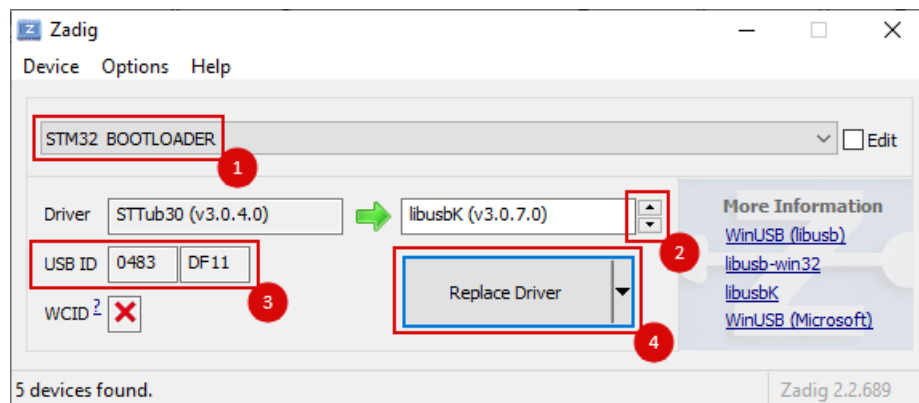 Zadig
Device Options Help
STM32 BOOTLOADER
Edit
1
Driver STTub30 (v3.0.4.0) libusbK (v3.0.7.0)
2
USB ID 0483 DF11
3
WCID ?
Replace Driver
4
More Information
WinUSB (libusb)
libusb-win32
libusbK
WinUSB (Microsoft)
5 devices found.
Zadig 2.2.689